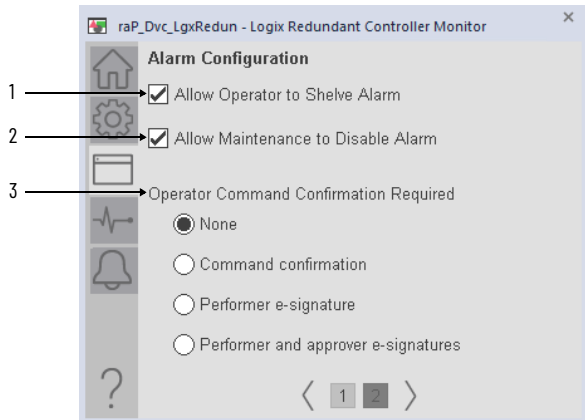 raP_Dvc_LgxRedun - Logix Redundant Controller Monitor
Alarm Configuration
1
Allow Operator to Shelve Alarm
2
Allow Maintenance to Disable Alarm
3
Operator Command Confirmation Required
None
Command confirmation
Performer e-signature
Performer and approver e-signatures
?
1 2